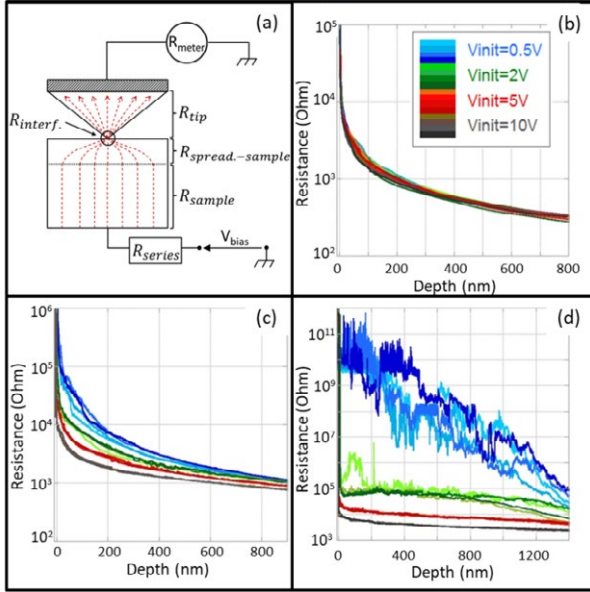 (a)
R_meter
R_tip
R_interf.
R_spread.-sample
R_sample
V_bias
R_series
(b)
Resistance (Ohm)
10^5
10^4
10^3
10^2
Vinit=0.5V
Vinit=2V
Vinit=5V
Vinit=10V
0 200 400 600 800
Depth (nm)
(c)
Resistance (Ohm)
10^6
10^5
10^4
10^3
10^2
0 200 400 600 800
Depth (nm)
(d)
Resistance (Ohm)
10^11
10^9
10^7
10^5
10^3
0 400 800 1200
Depth (nm)